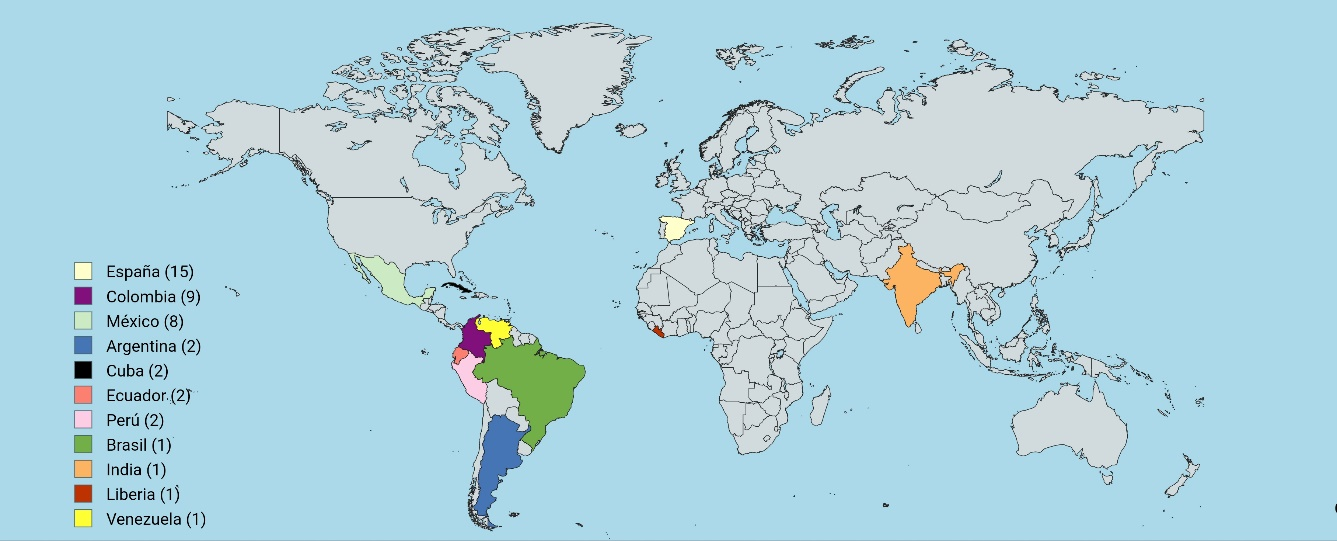 España (15)
Colombia (9)
México (8)
Argentina (2)
Cuba (2)
Ecuador (2)
Perú (2)
Brasil (1)
India (1)
Liberia (1)
Venezuela (1)